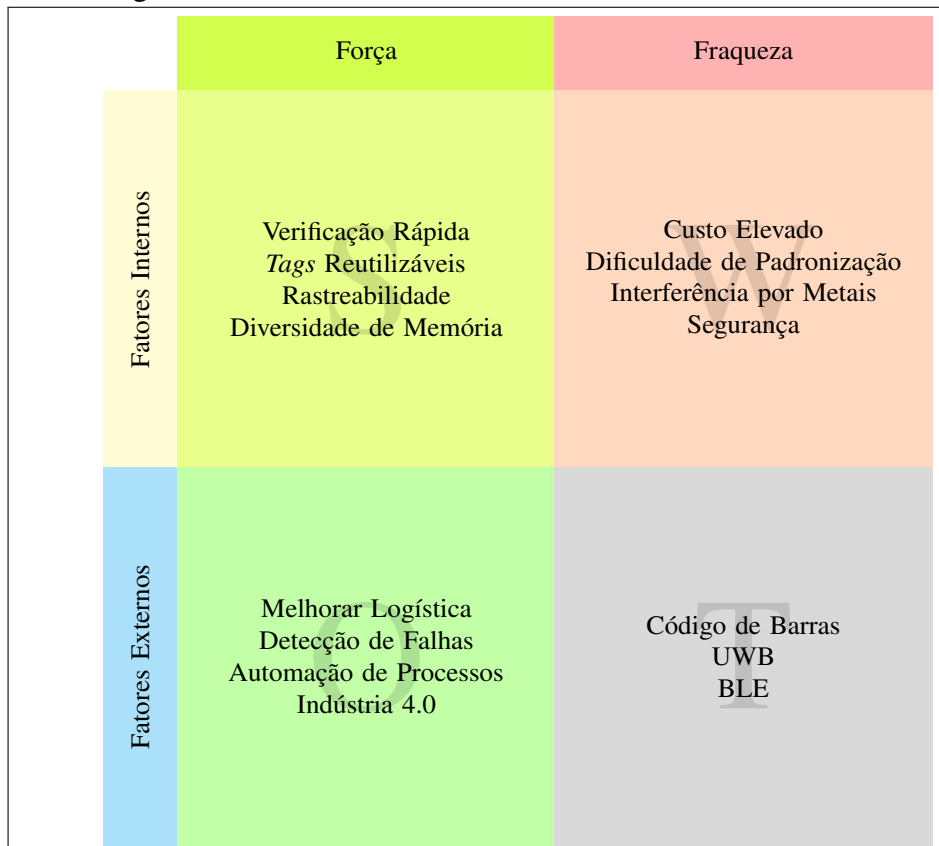 Força
Fraqueza
Fatores Internos
S
Verificação Rápida
Tags Reutilizáveis
Rastreabilidade
Diversidade de Memória
W
Custo Elevado
Dificuldade de Padronização
Interferência por Metais
Segurança
Fatores Externos
O
Melhorar Logística
Detecção de Falhas
Automação de Processos
Indústria 4.0
T
Código de Barras
UWB
BLE